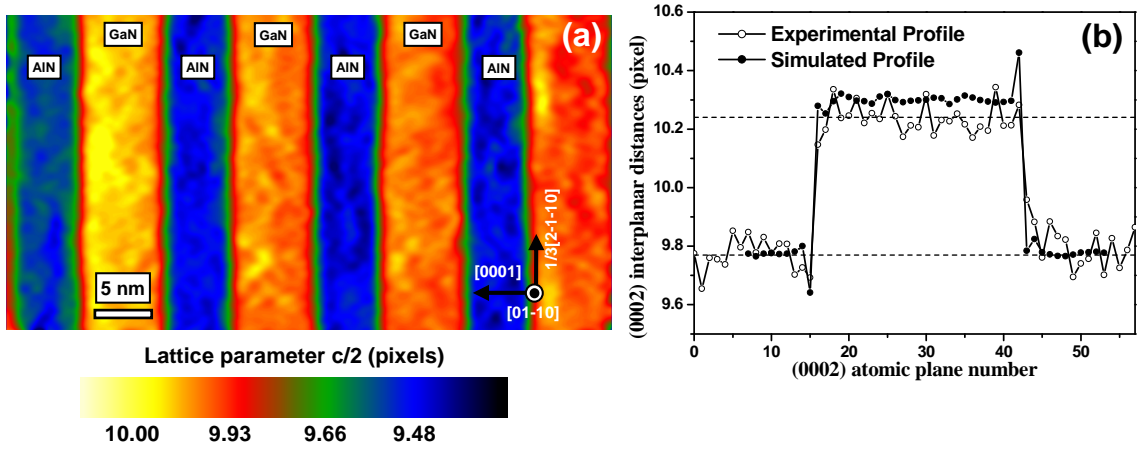 GaN GaN GaN (a)
AlN AlN AlN AlN
5 nm
[0001]
1/3[2-1-10]
[01-10]
Lattice parameter c/2 (pixels)
10.00 9.93 9.66 9.48
(0002) interplanar distances (pixel)
10.6
10.4
10.2
10.0
9.8
9.6
Experimental Profile
Simulated Profile
(b)
0 10 20 30 40 50
(0002) atomic plane number